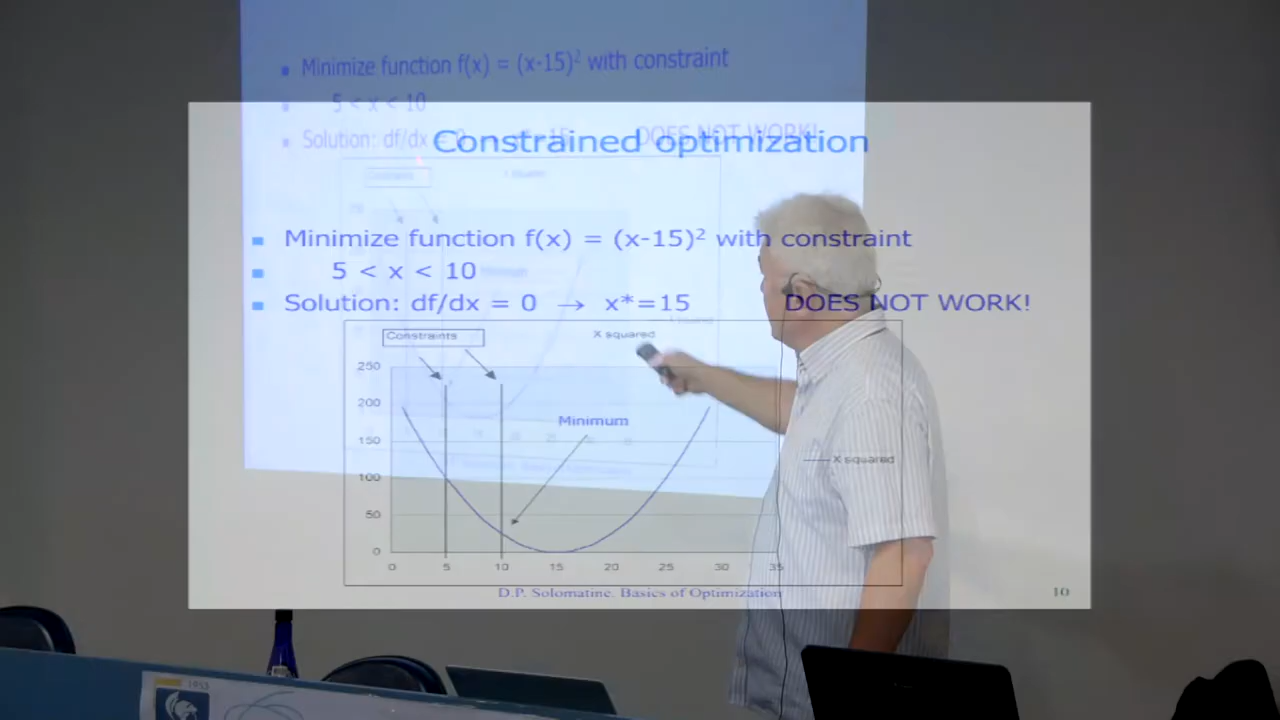 Minimize function f(x) = (x-15)² with constraint
5 < x < 10
Solution: df/dx = 0 x*=15 DOES NOT WORK!
Constrained optimization
Minimize function f(x) = (x-15)² with constraint
5 < x < 10
Solution: df/dx = 0 → x*=15 DOES NOT WORK!
Constraints
X squared
250
200
150
100
50
0
Minimum
X squared
0 5 10 15 20 25 30 35
D.P. Solomatine. Basics of Optimization
10
1953